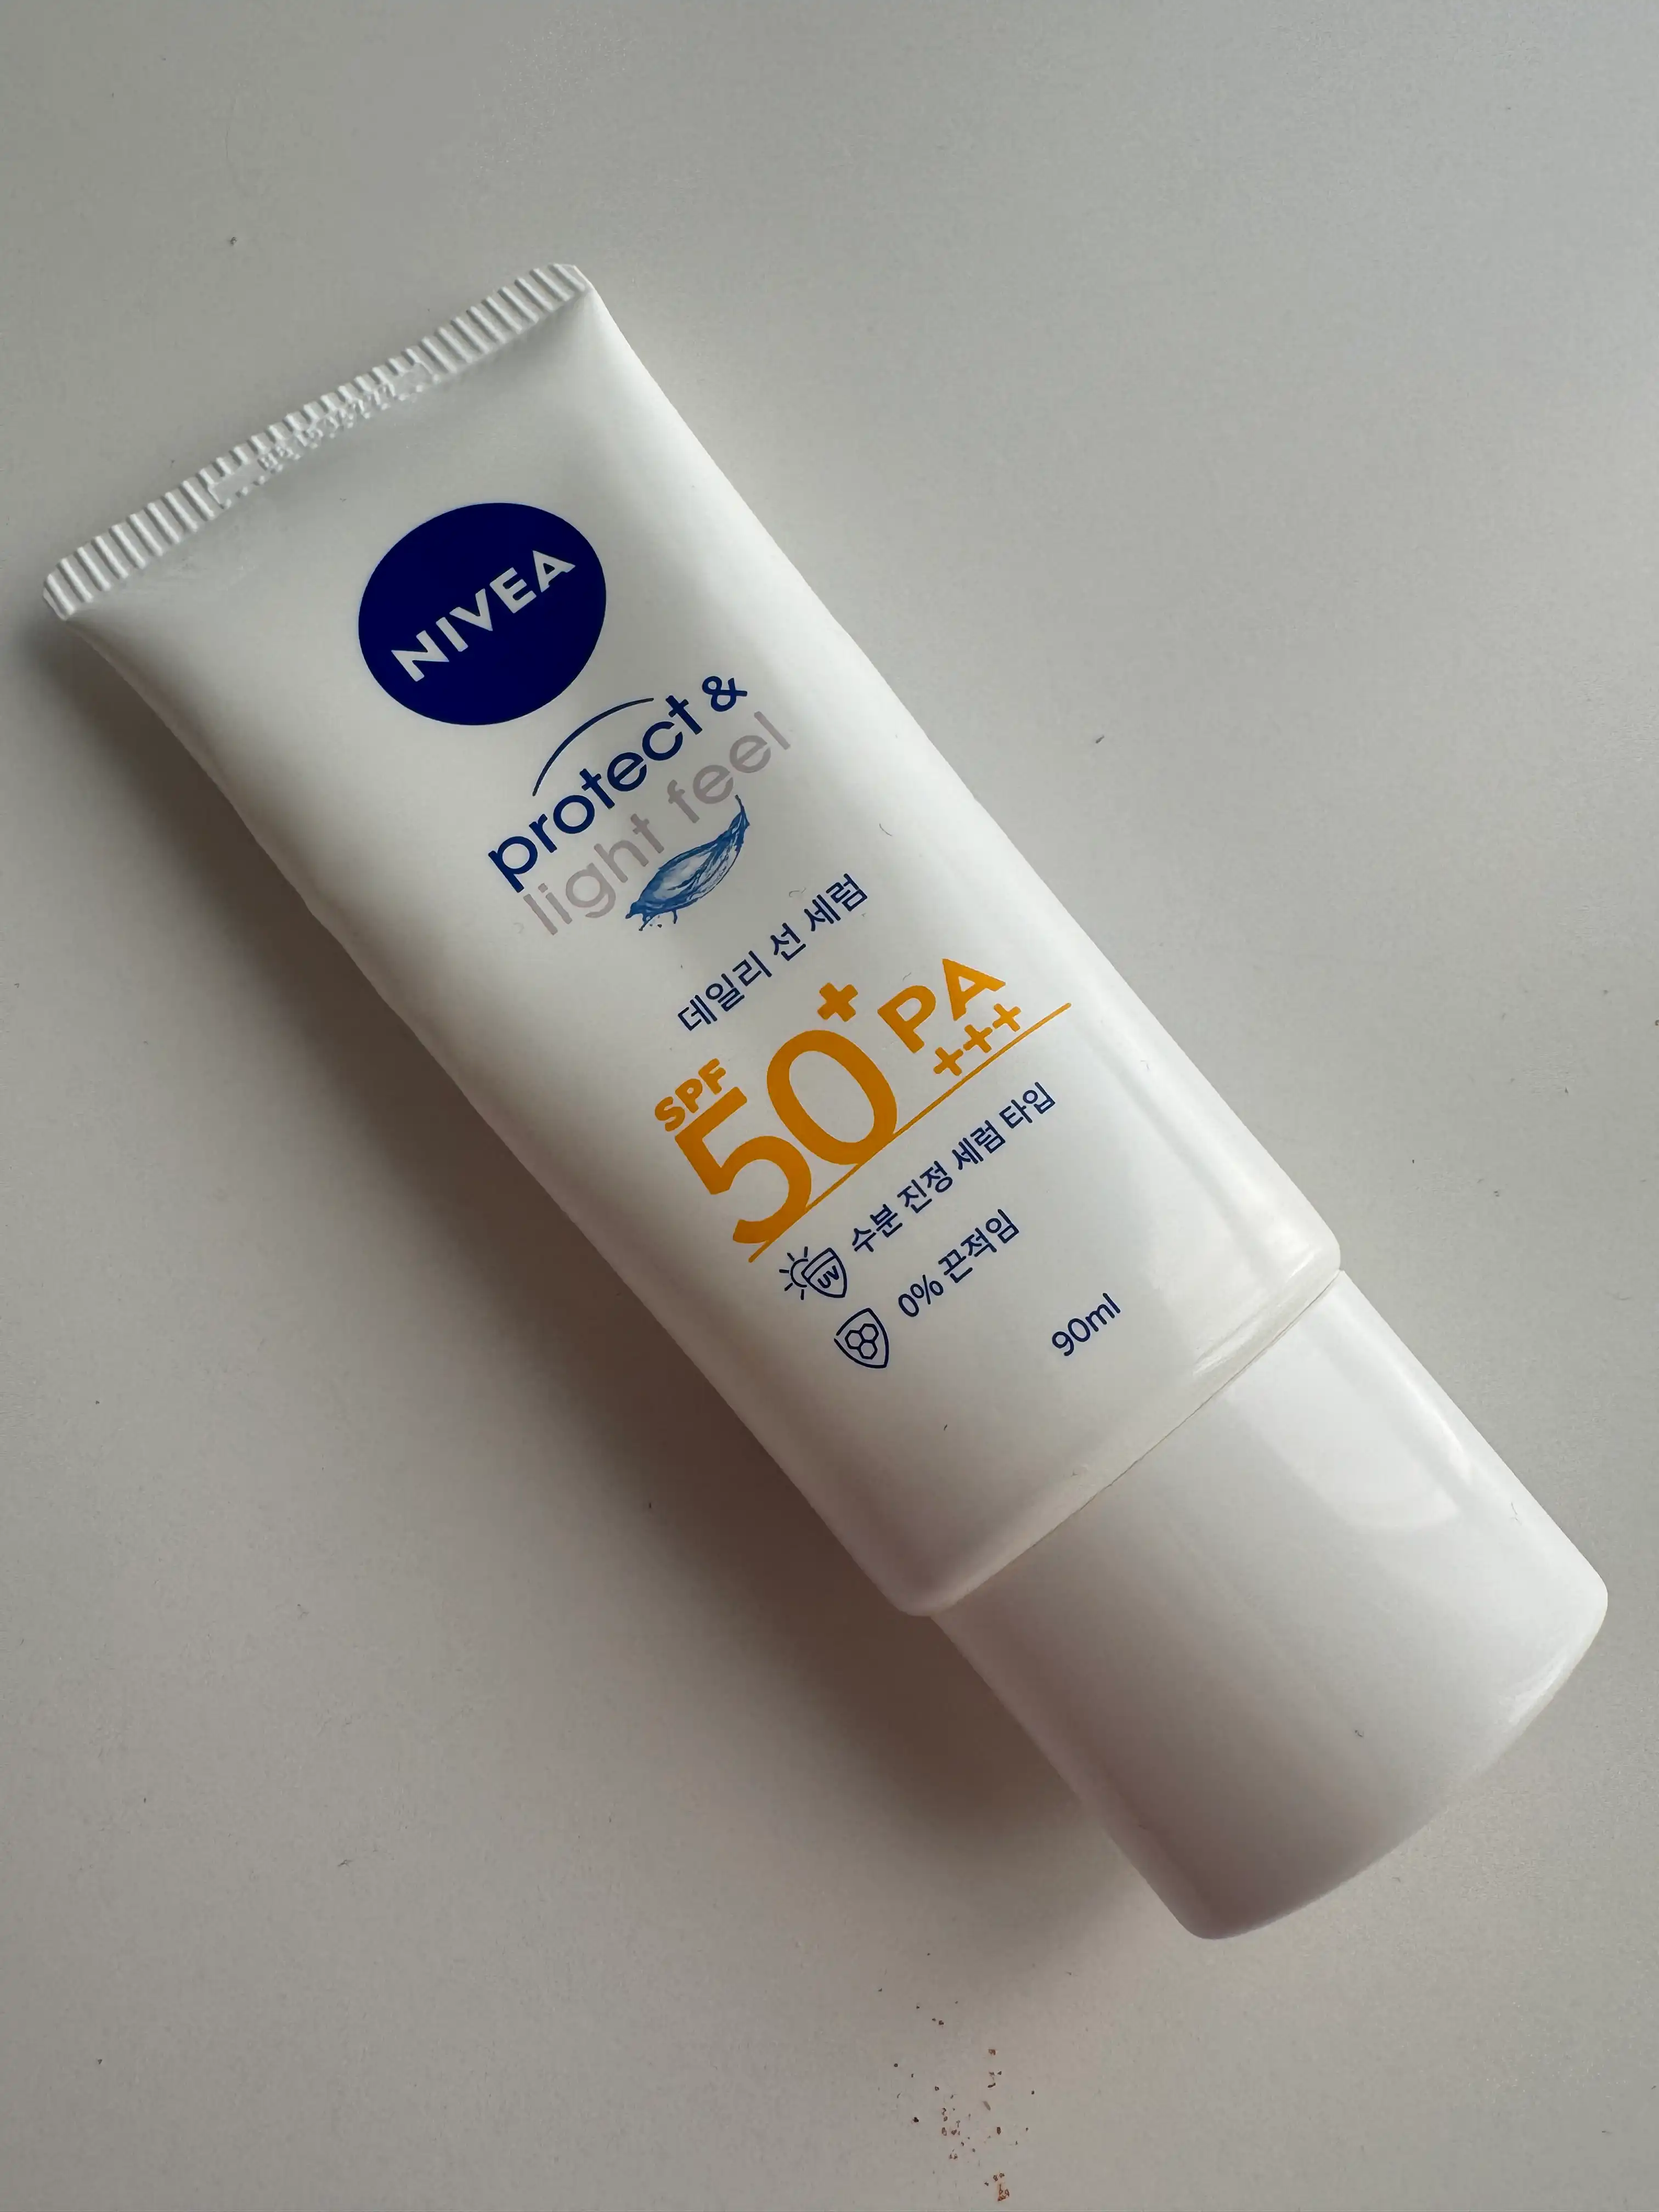 NIVEA
protect &
light feel
데일리 선 세럼
SPF
50+ PA
+++
수분 진정 세럼 타입
UV
0% 끈적임
90ml